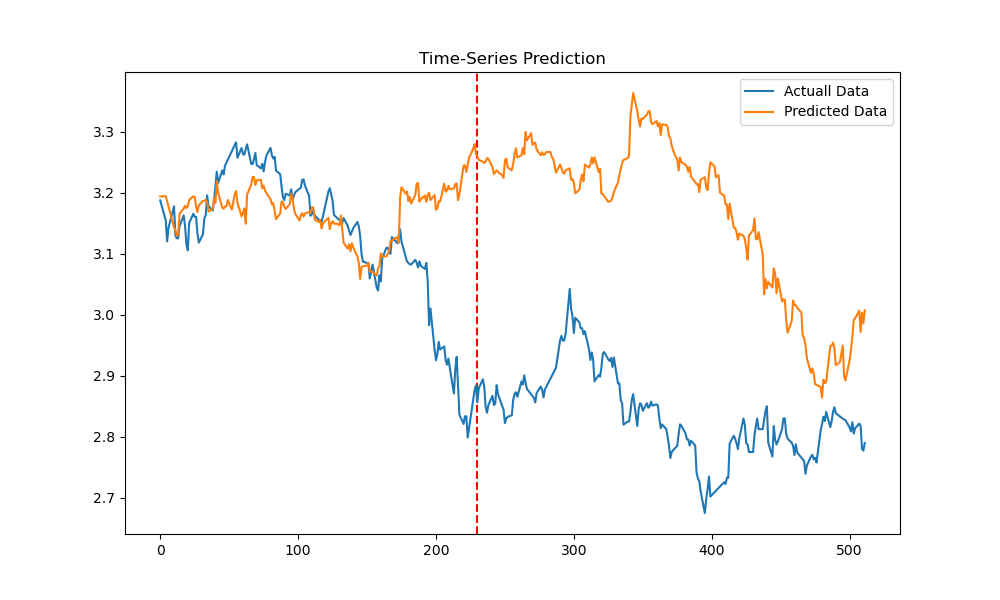 Time-Series Prediction
Actuall Data
Predicted Data
3.3
3.2
3.1
3.0
2.9
2.8
2.7
0 100 200 300 400 500